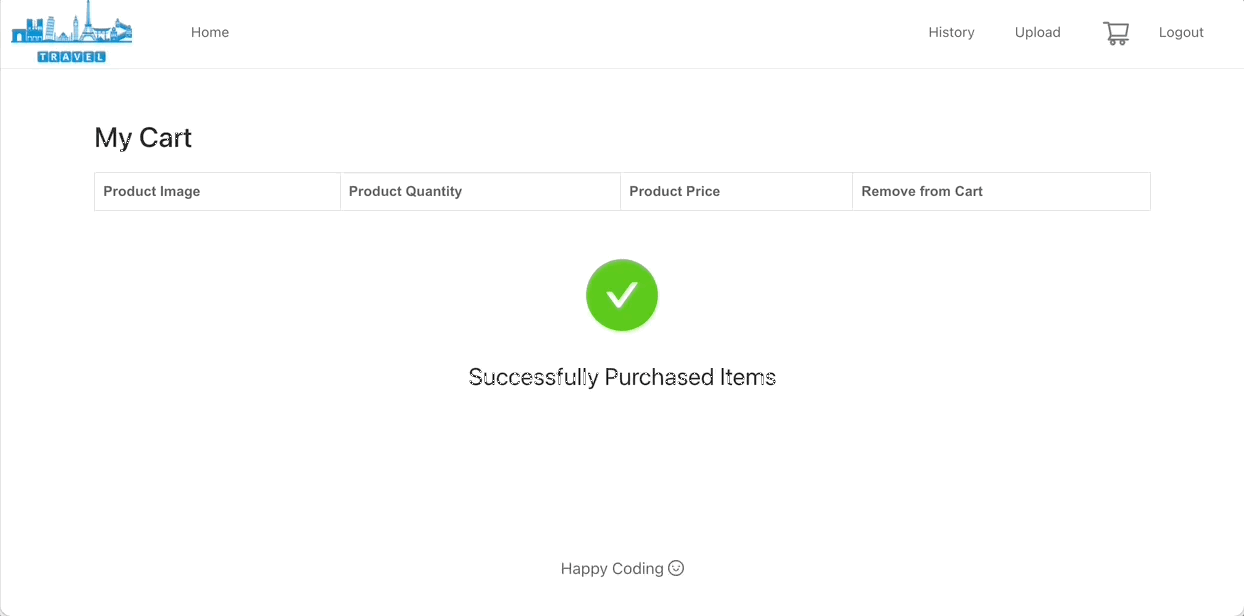 TRAVEL
Home
History
Upload
Logout
My Cart
Product Image
Product Quantity
Product Price
Remove from Cart
Successfully Purchased Items
Happy Coding